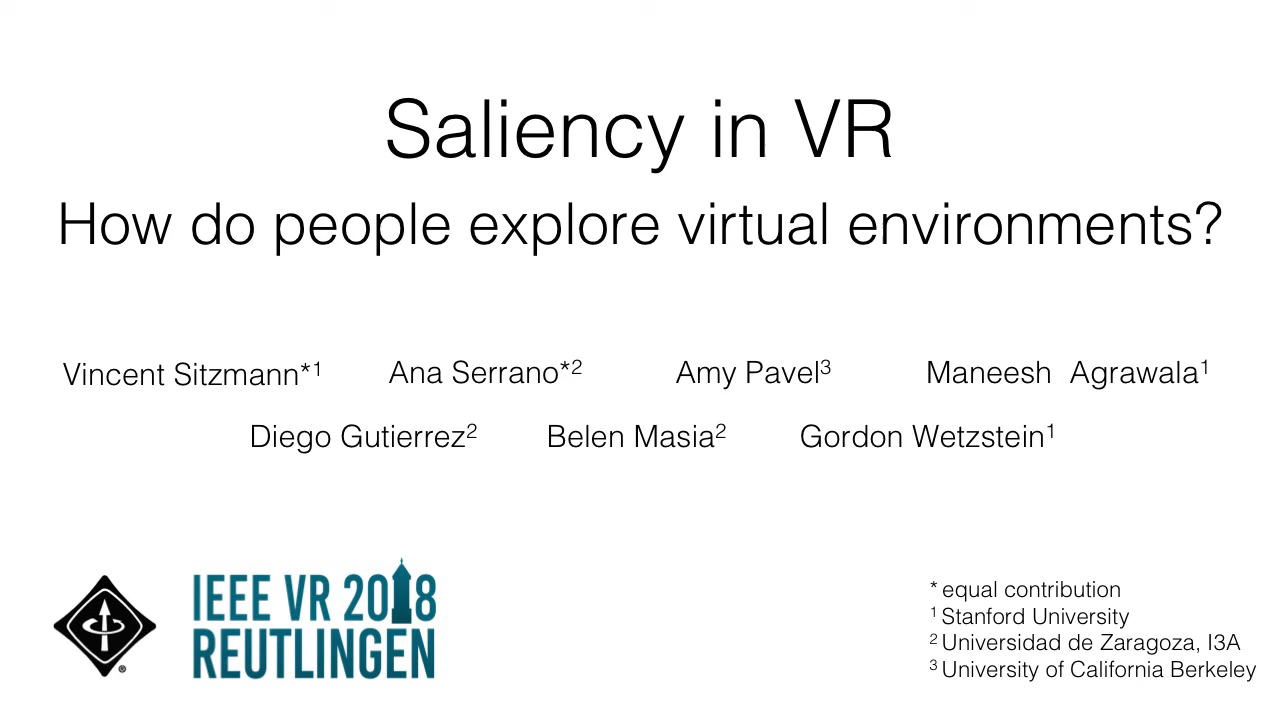 Saliency in VR
How do people explore virtual environments?
Vincent Sitzmann*1 Ana Serrano*2 Amy Pavel3 Maneesh Agrawala1
Diego Gutierrez2 Belen Masia2 Gordon Wetzstein1
IEEE VR 2018
REUTLINGEN
®
* equal contribution
1 Stanford University
2 Universidad de Zaragoza, I3A
3 University of California Berkeley